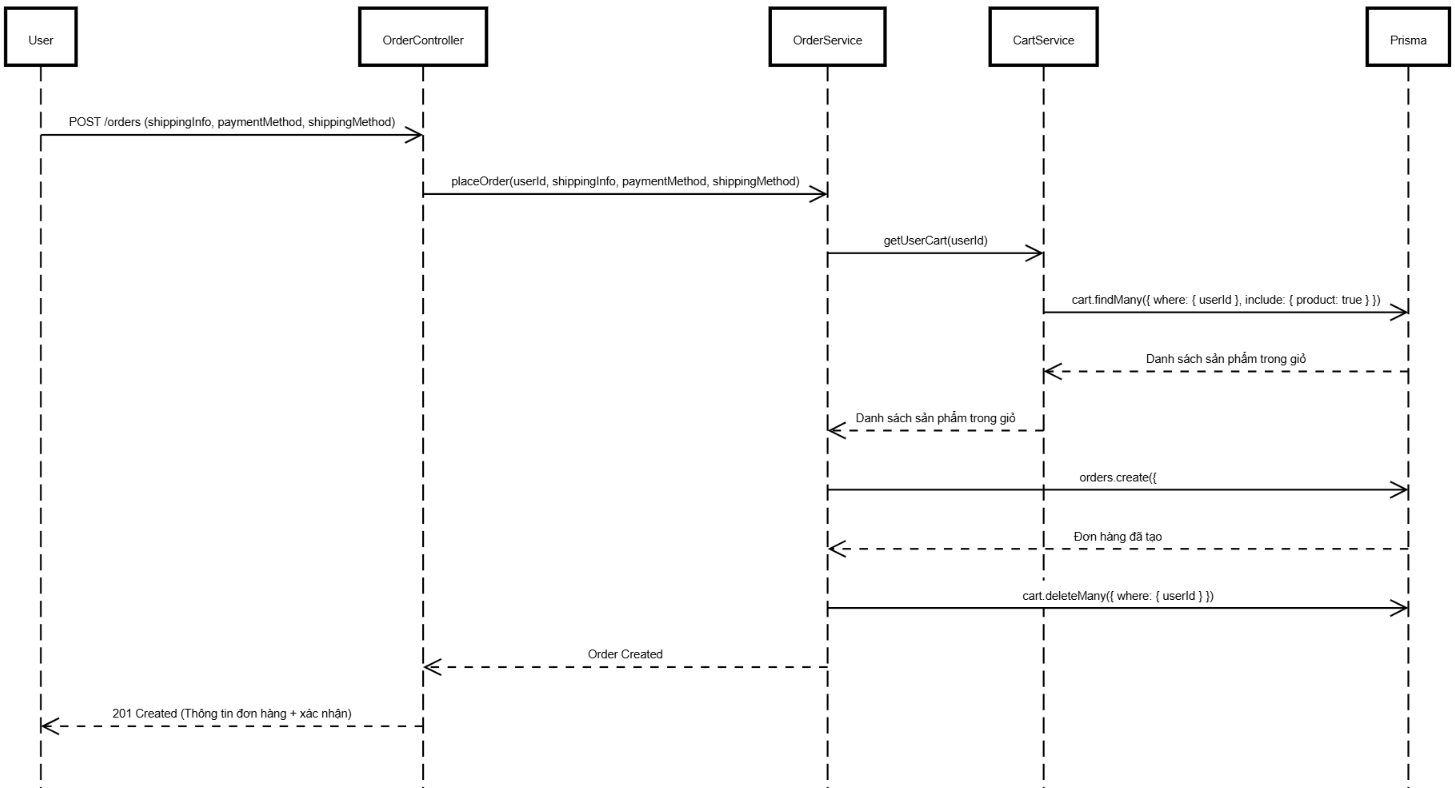 User
OrderController
OrderService
CartService
Prisma
POST /orders (shippingInfo, paymentMethod, shippingMethod)
placeOrder(userId, shippingInfo, paymentMethod, shippingMethod)
getUserCart(userId)
cart.findMany({ where: { userId }, include: { product: true } })
Danh sách sản phẩm trong giỏ
Danh sách sản phẩm trong giỏ
orders.create({
Đơn hàng đã tạo
cart.deleteMany({ where: { userId } })
Order Created
201 Created (Thông tin đơn hàng + xác nhận)